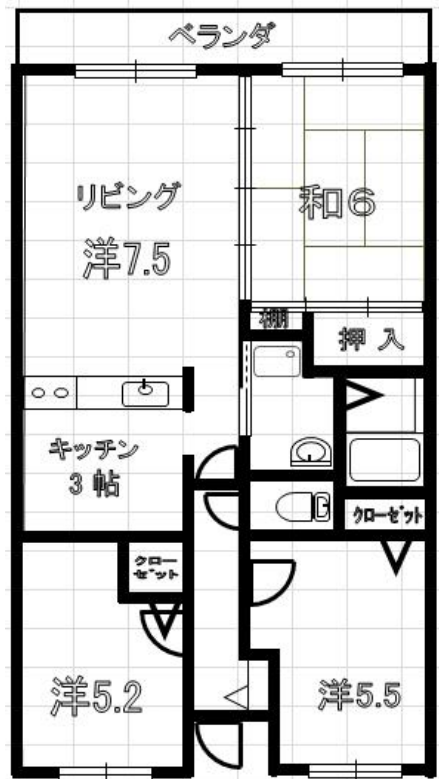 ベランダ
リビング
洋7.5
和6
棚
押入
キッチン
3帖
クローゼット
クロー
ゼット
洋5.2
洋5.5